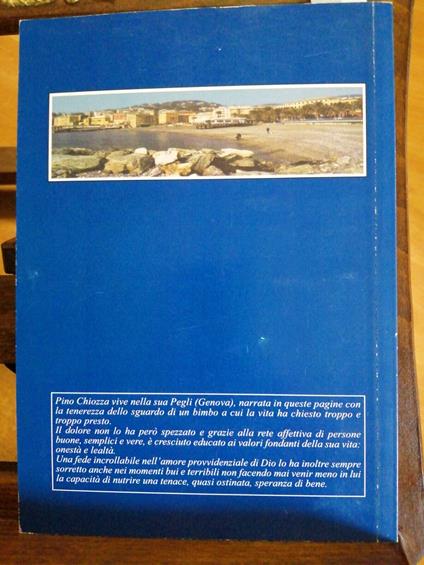 Pino Chiozza vive nella sua Pegli (Genova), narrata in queste pagine con
la tenerezza dello sguardo di un bimbo a cui la vita ha chiesto troppo e
troppo presto.
Il dolore non lo ha però spezzato e grazie alla rete affettiva di persone
buone, semplici e vere, è cresciuto educato ai valori fondanti della sua vita:
onestà e lealtà.
Una fede incrollabile nell'amore provvidenziale di Dio lo ha inoltre sempre
sorretto anche nei momenti bui e terribili non facendo mai venir meno in lui
la capacità di nutrire una tenace, quasi ostinata, speranza di bene.